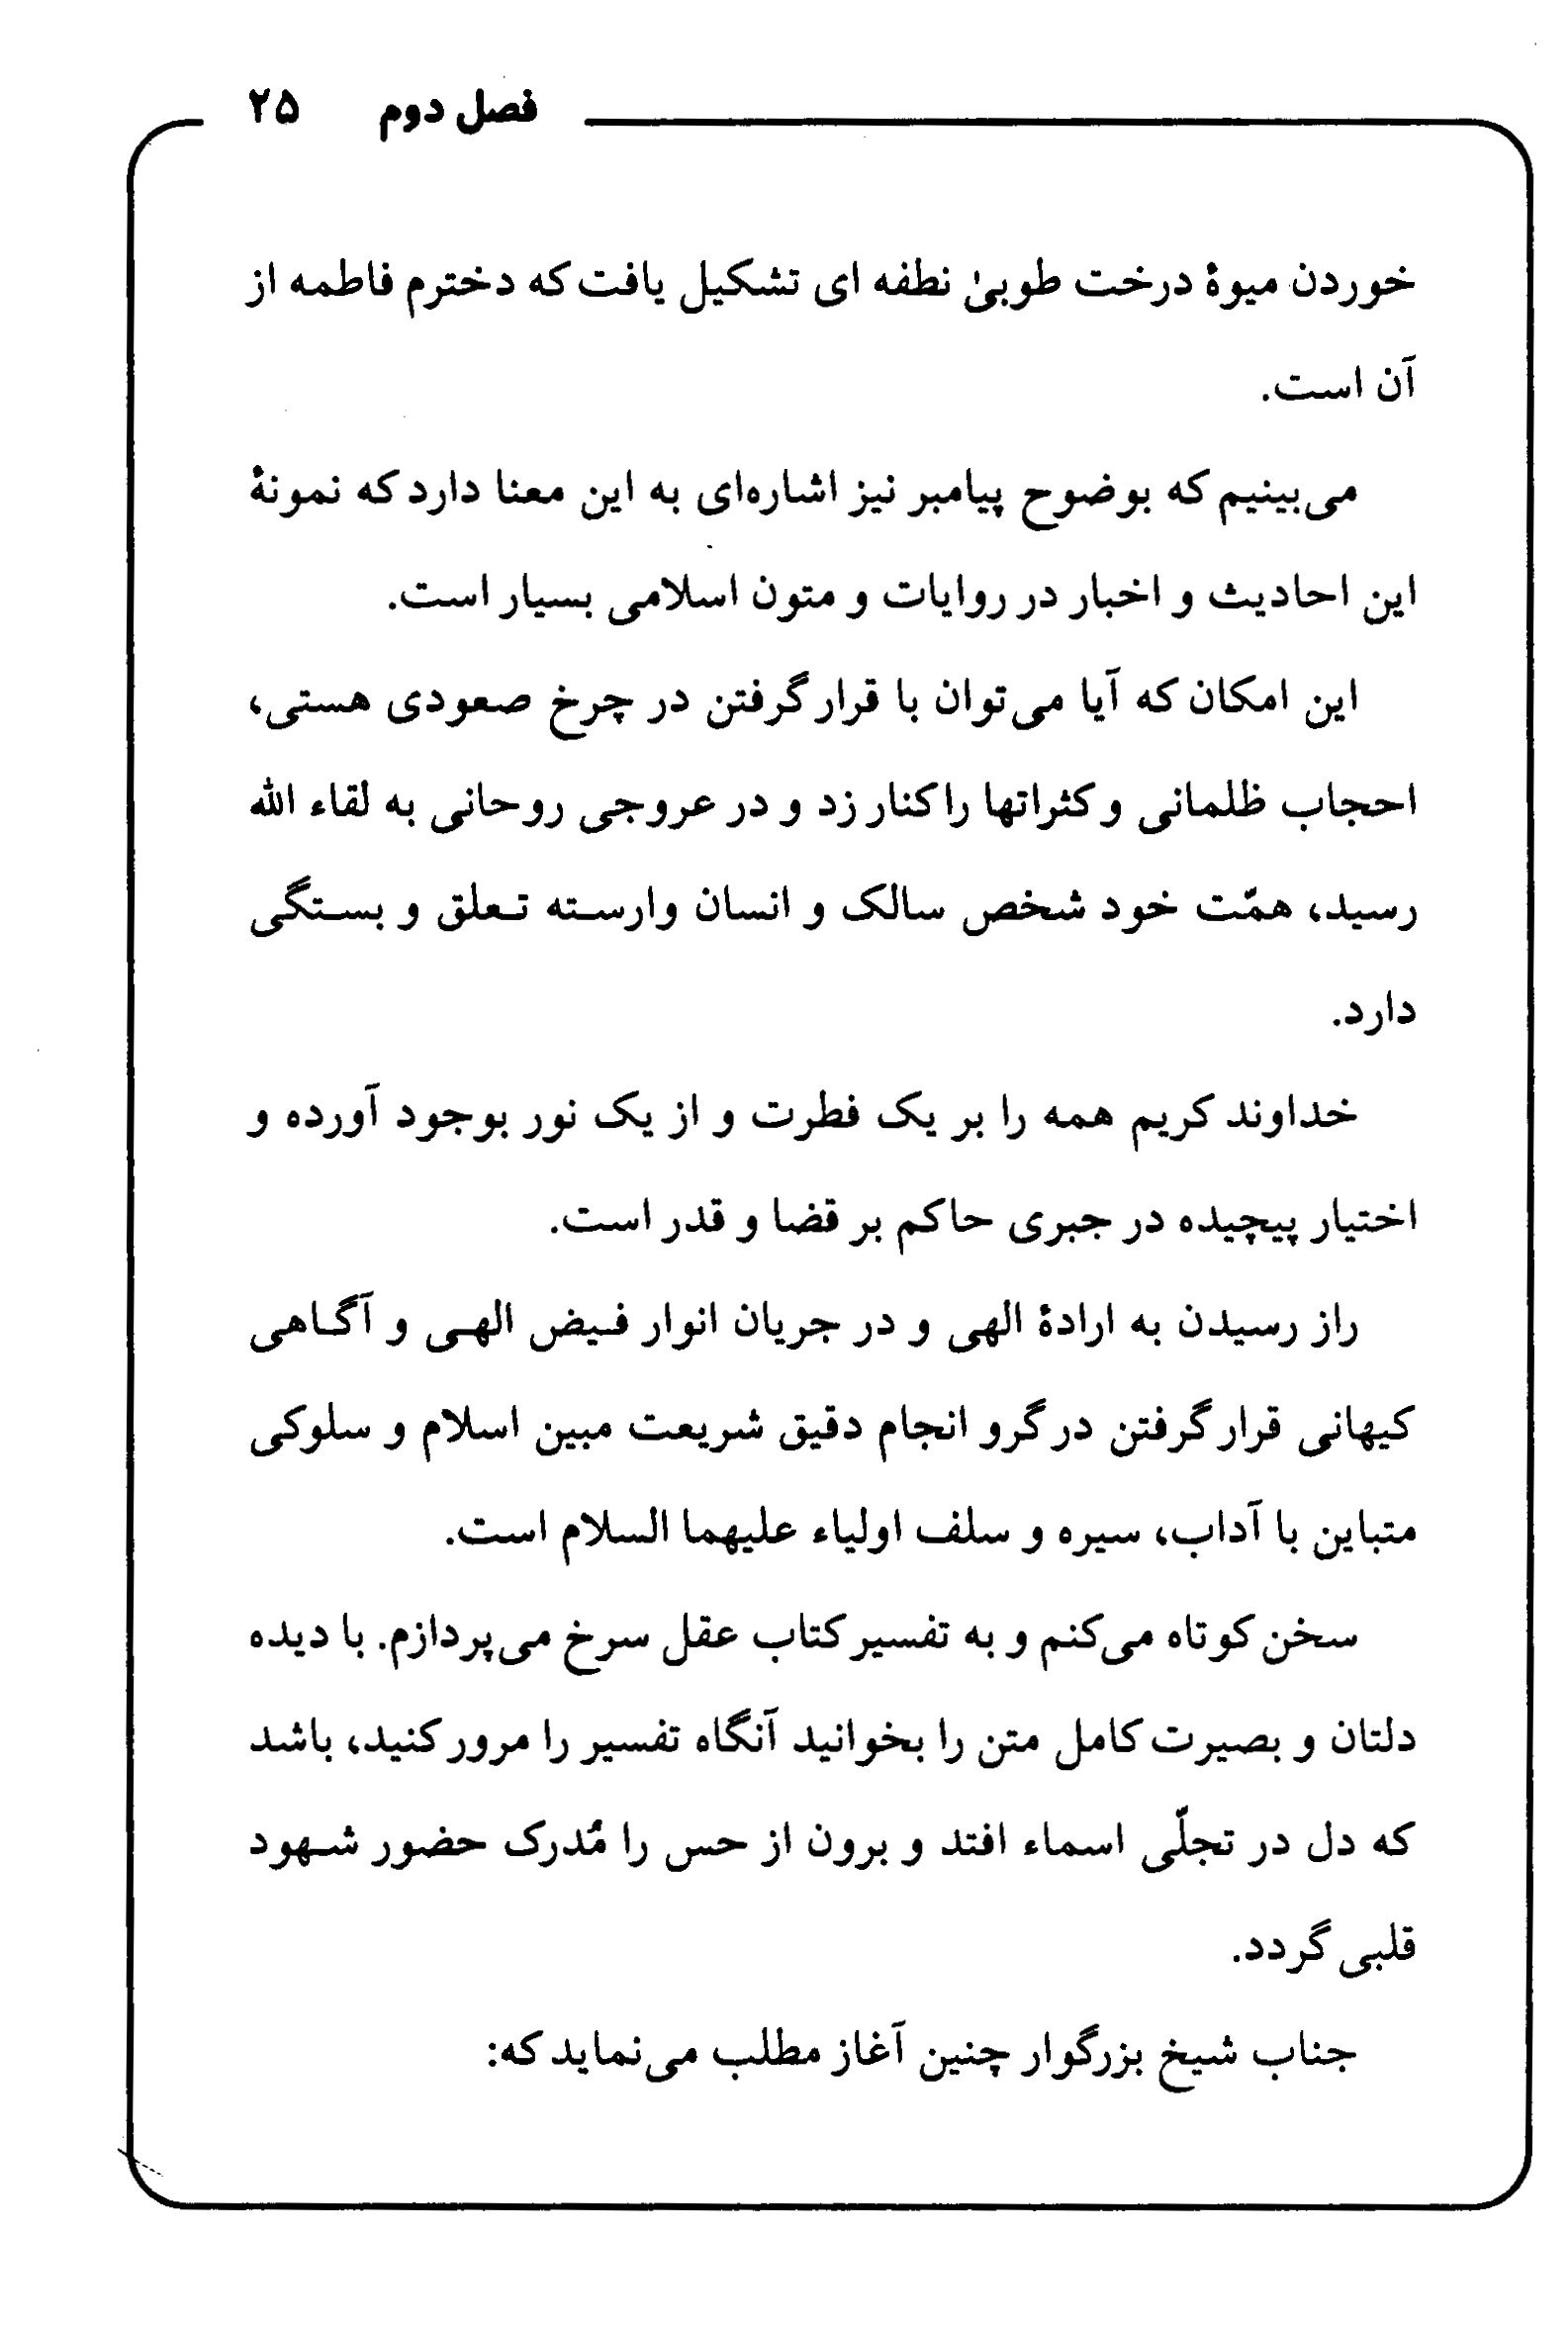 فصل دوم ۲۵
خوردن میوهٔ درخت طوبیٰ نطفه ای تشکیل یافت که دخترم فاطمه از
آن است.
می‌بینیم که بوضوح پیامبر نیز اشاره‌ای به این معنا دارد که نمونهٔ
این احادیث و اخبار در روایات و متون اسلامی بسیار است.
این امکان که آیا می‌توان با قرار گرفتن در چرخ صعودی هستی،
احجاب ظلمانی و کثراتها را کنار زد و در عروجی روحانی به لقاء الله
رسید، همّت خود شخص سالک و انسان وارسته تعلق و بستگی
دارد.
خداوند کریم همه را بر یک فطرت و از یک نور بوجود آورده و
اختیار پیچیده در جبری حاکم بر قضا و قدر است.
راز رسیدن به ارادهٔ الهی و در جریان انوار فیض الهی و آگاهی
کیهانی قرار گرفتن در گرو انجام دقیق شریعت مبین اسلام و سلوکی
متباین با آداب، سیره و سلف اولیاء علیهما السلام است.
سخن کوتاه می‌کنم و به تفسیر کتاب عقل سرخ می‌پردازم. با دیده
دلتان و بصیرت کامل متن را بخوانید آنگاه تفسیر را مرور کنید، باشد
که دل در تجلّی اسماء افتد و برون از حس را مُدرک حضور شهود
قلبی گردد.
جناب شیخ بزرگوار چنین آغاز مطلب می‌نماید که: